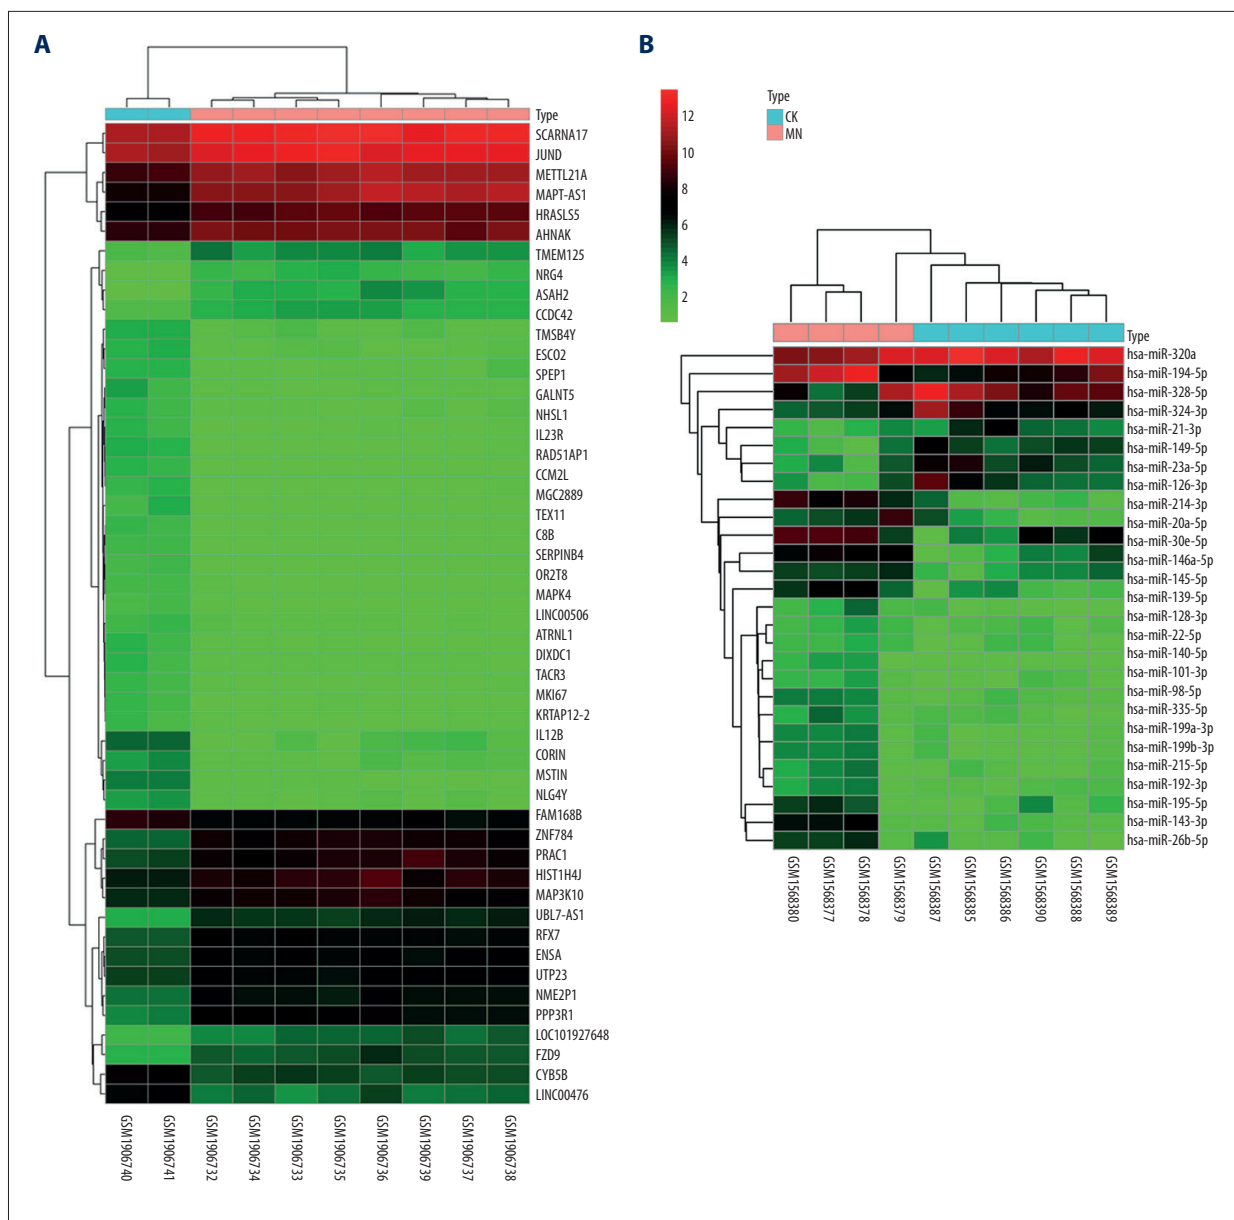 A
Type
SCARNA17
JUND
METTL21A
MAPT-AS1
HRASLS5
AHNAK
TMEM125
NRG4
ASAH2
CCDC42
TMSB4Y
ESCO2
SPEP1
GALNT5
NHSL1
IL23R
RAD51AP1
CCM2L
MGC2889
TEX11
C8B
SERPINB4
OR2T8
MAPK4
LINC00506
ATRNL1
DIXDC1
TACR3
MKI67
KRTAP12-2
IL12B
CORIN
MSTIN
NLG4Y
FAM168B
ZNF784
PRAC1
HIST1H4J
MAP3K10
UBL7-AS1
RFX7
ENSA
UTP23
NME2P1
PPP3R1
LOC101927648
FZD9
CYB5B
LINC00476
GSM1906740
GSM1906741
GSM1906732
GSM1906734
GSM1906733
GSM1906735
GSM1906736
GSM1906739
GSM1906737
GSM1906738
B
12
10
8
6
4
2
Type
CK
MN
Type
hsa-miR-320a
hsa-miR-194-5p
hsa-miR-328-5p
hsa-miR-324-3p
hsa-miR-21-3p
hsa-miR-149-5p
hsa-miR-23a-5p
hsa-miR-126-3p
hsa-miR-214-3p
hsa-miR-20a-5p
hsa-miR-30e-5p
hsa-miR-146a-5p
hsa-miR-145-5p
hsa-miR-139-5p
hsa-miR-128-3p
hsa-miR-22-5p
hsa-miR-140-5p
hsa-miR-101-3p
hsa-miR-98-5p
hsa-miR-335-5p
hsa-miR-199a-3p
hsa-miR-199b-3p
hsa-miR-215-5p
hsa-miR-192-3p
hsa-miR-195-5p
hsa-miR-143-3p
hsa-miR-26b-5p
GSM1568380
GSM1568377
GSM1568378
GSM1568379
GSM1568387
GSM1568385
GSM1568386
GSM1568390
GSM1568388
GSM1568389